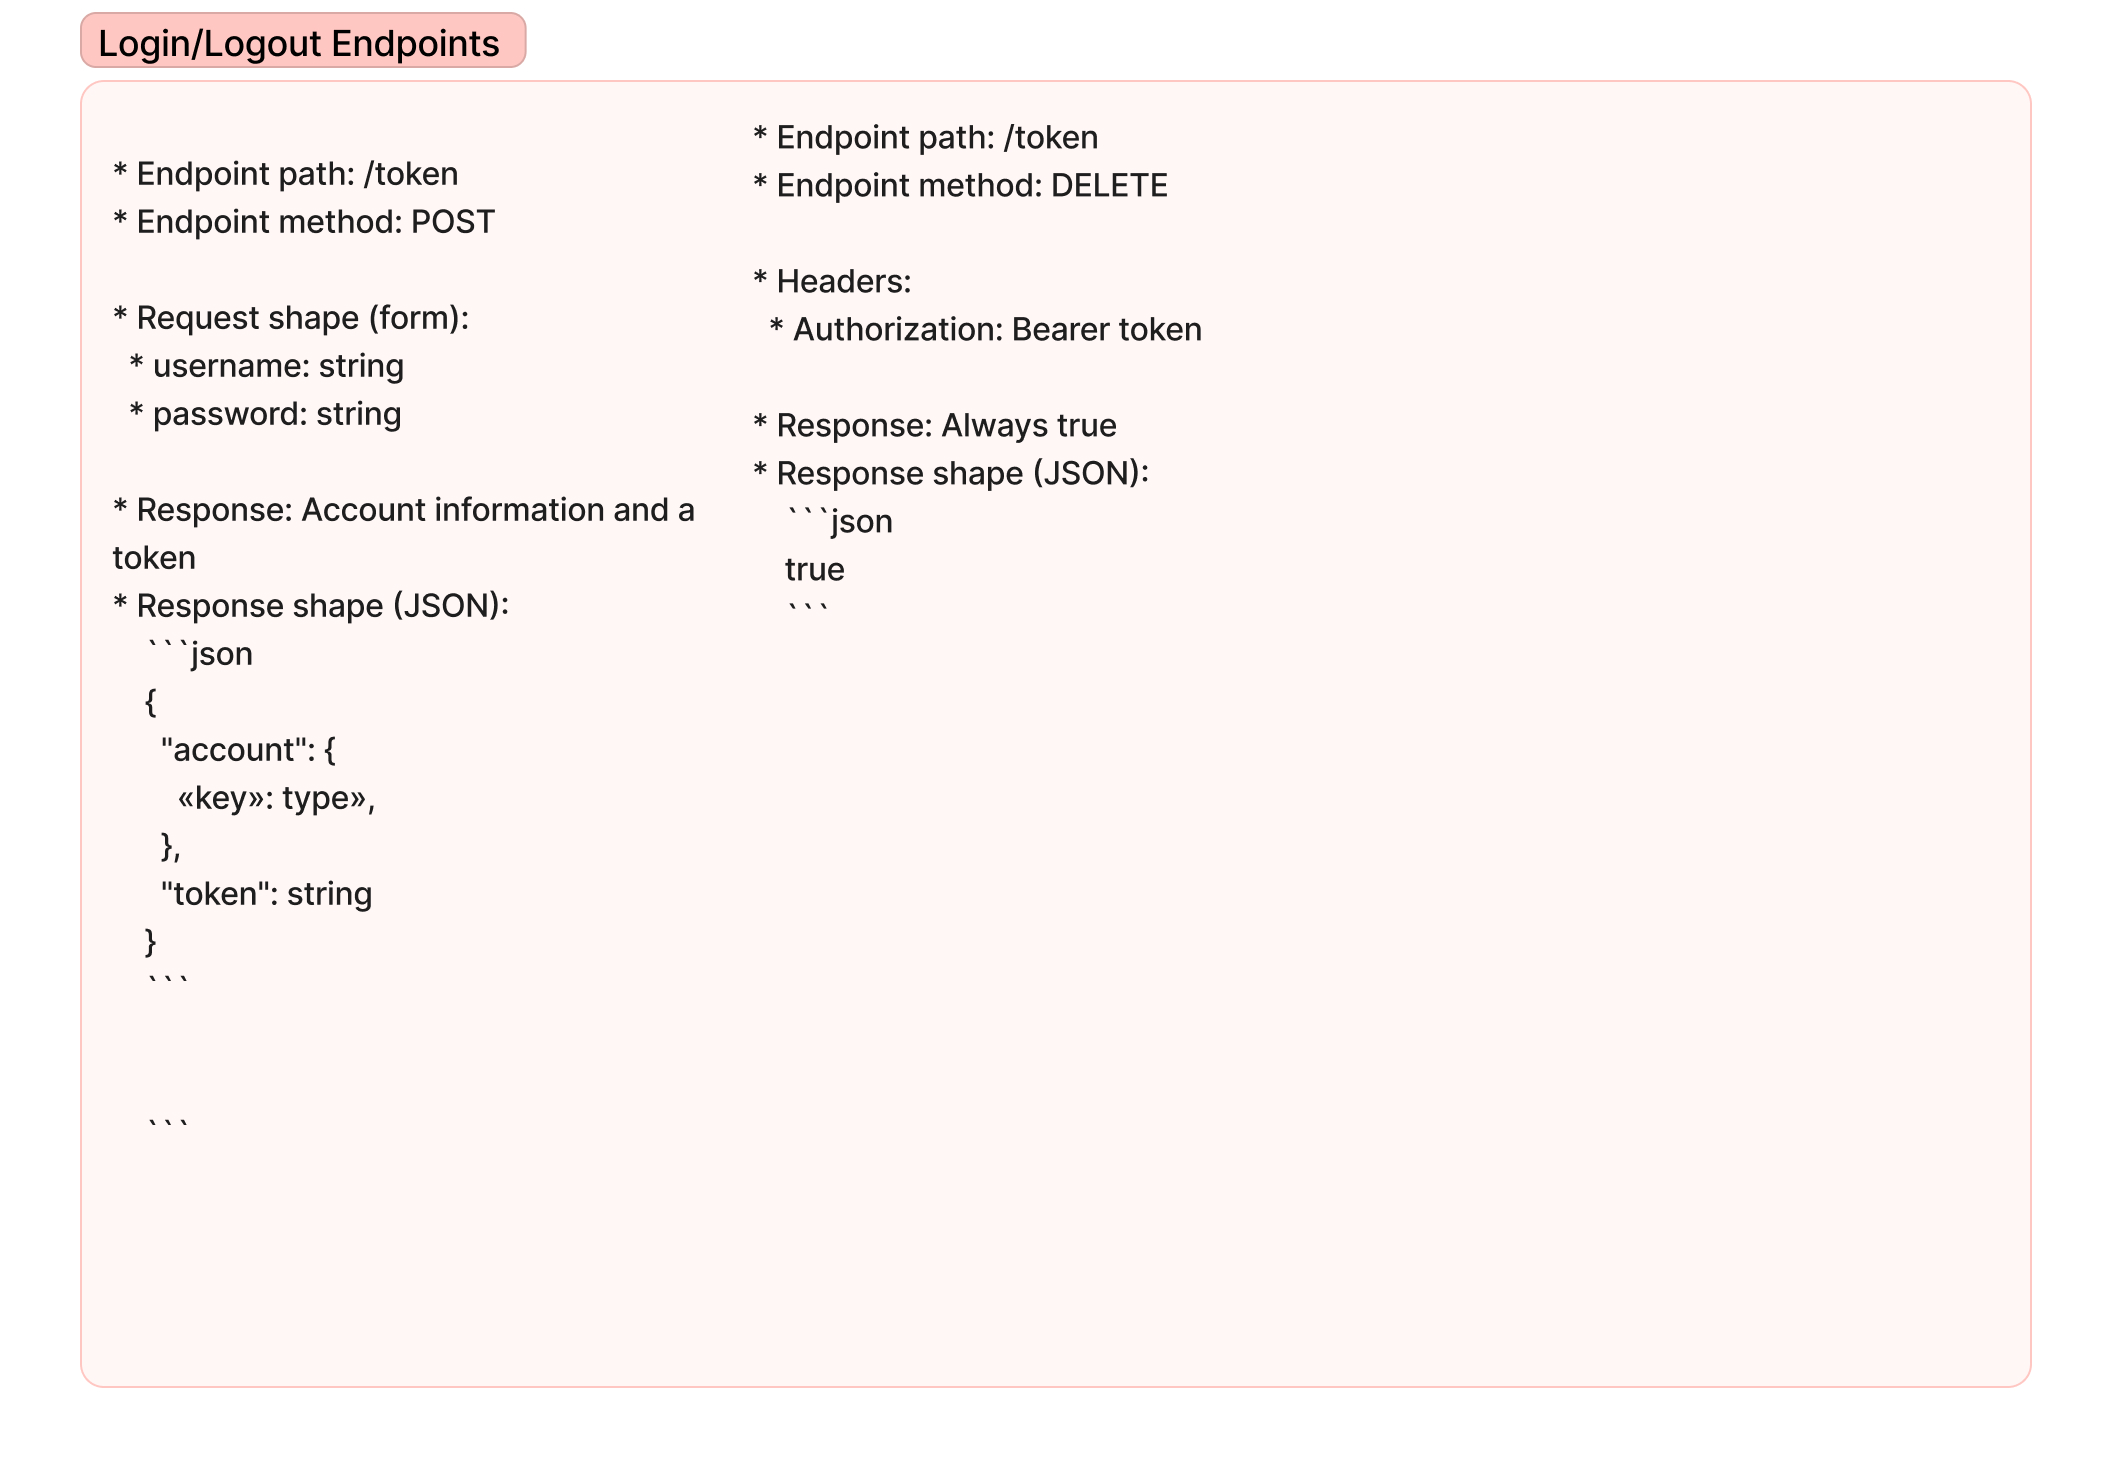 Login/Logout Endpoints
* Endpoint path: /token
* Endpoint method: POST
* Request shape (form):
  * username: string
  * password: string
* Response: Account information and a
token
* Response shape (JSON):
    ```json
    {
      "account": {
        «key»: type»,
      },
      "token": string
    }
    ```
    ```
* Endpoint path: /token
* Endpoint method: DELETE
* Headers:
  * Authorization: Bearer token
* Response: Always true
* Response shape (JSON):
    ```json
    true
    ```